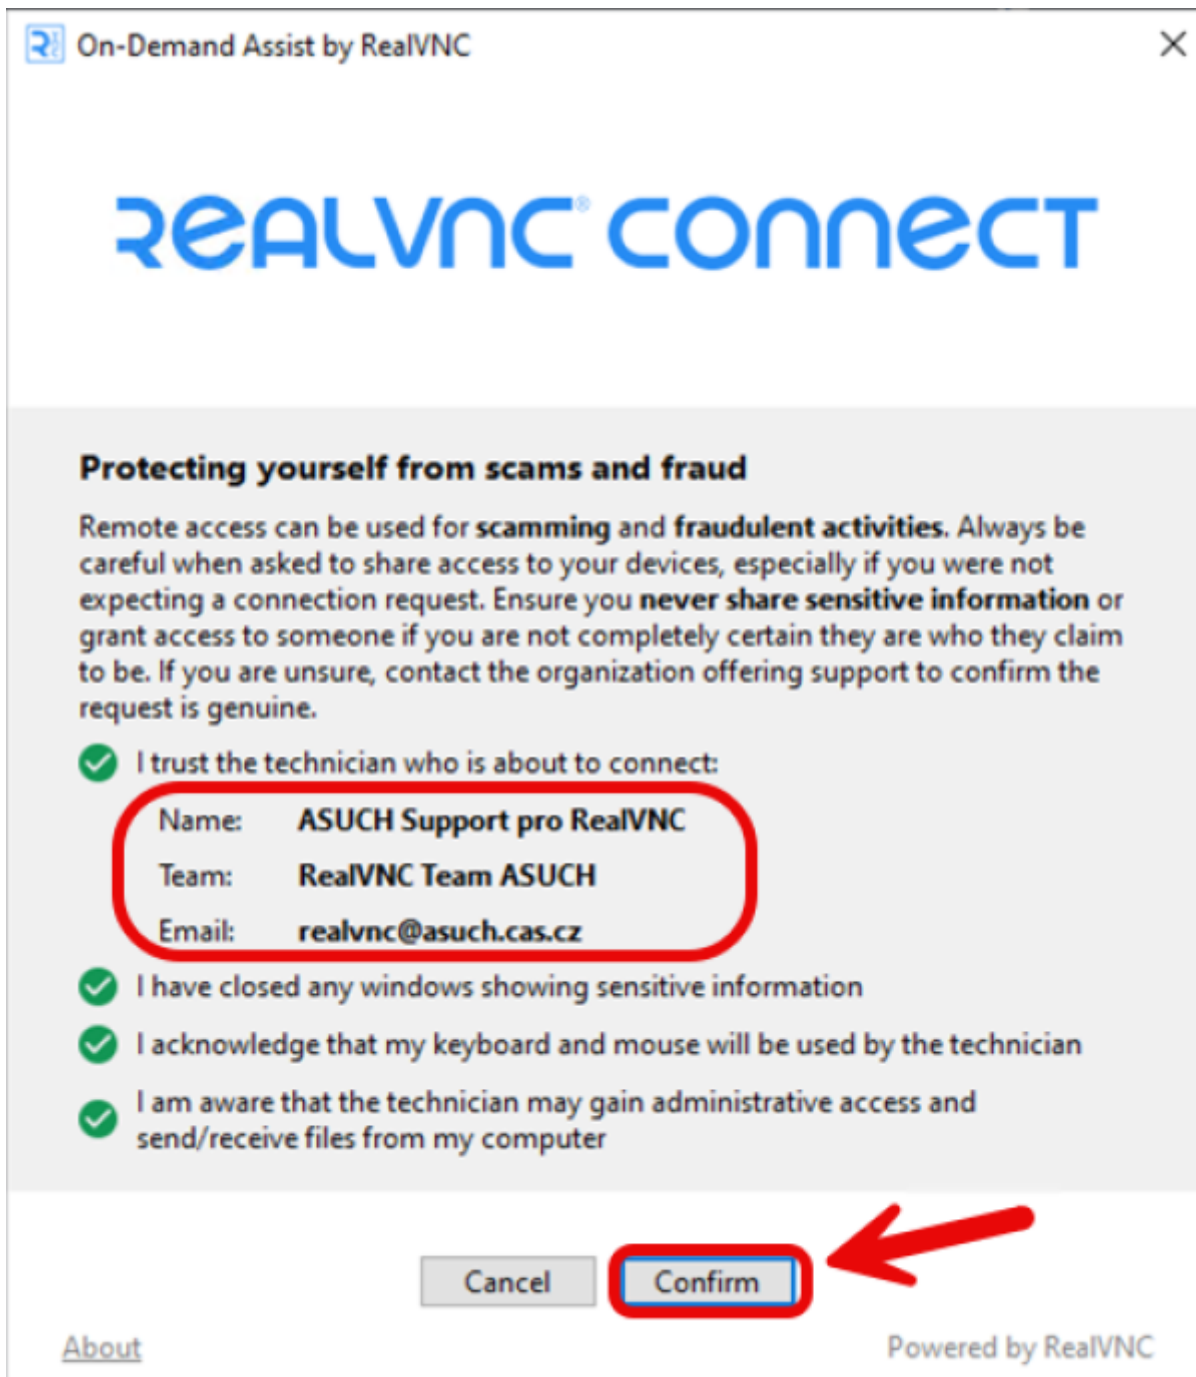 On-Demand Assist by RealVNC
REALVNC® CONNECT
Protecting yourself from scams and fraud
Remote access can be used for scamming and fraudulent activities. Always be
careful when asked to share access to your devices, especially if you were not
expecting a connection request. Ensure you never share sensitive information or
grant access to someone if you are not completely certain they are who they claim
to be. If you are unsure, contact the organization offering support to confirm the
request is genuine.
I trust the technician who is about to connect:
Name: ASUCH Support pro RealVNC
Team: RealVNC Team ASUCH
Email: realvnc@asuch.cas.cz
I have closed any windows showing sensitive information
I acknowledge that my keyboard and mouse will be used by the technician
I am aware that the technician may gain administrative access and
send/receive files from my computer
Cancel Confirm
About Powered by RealVNC